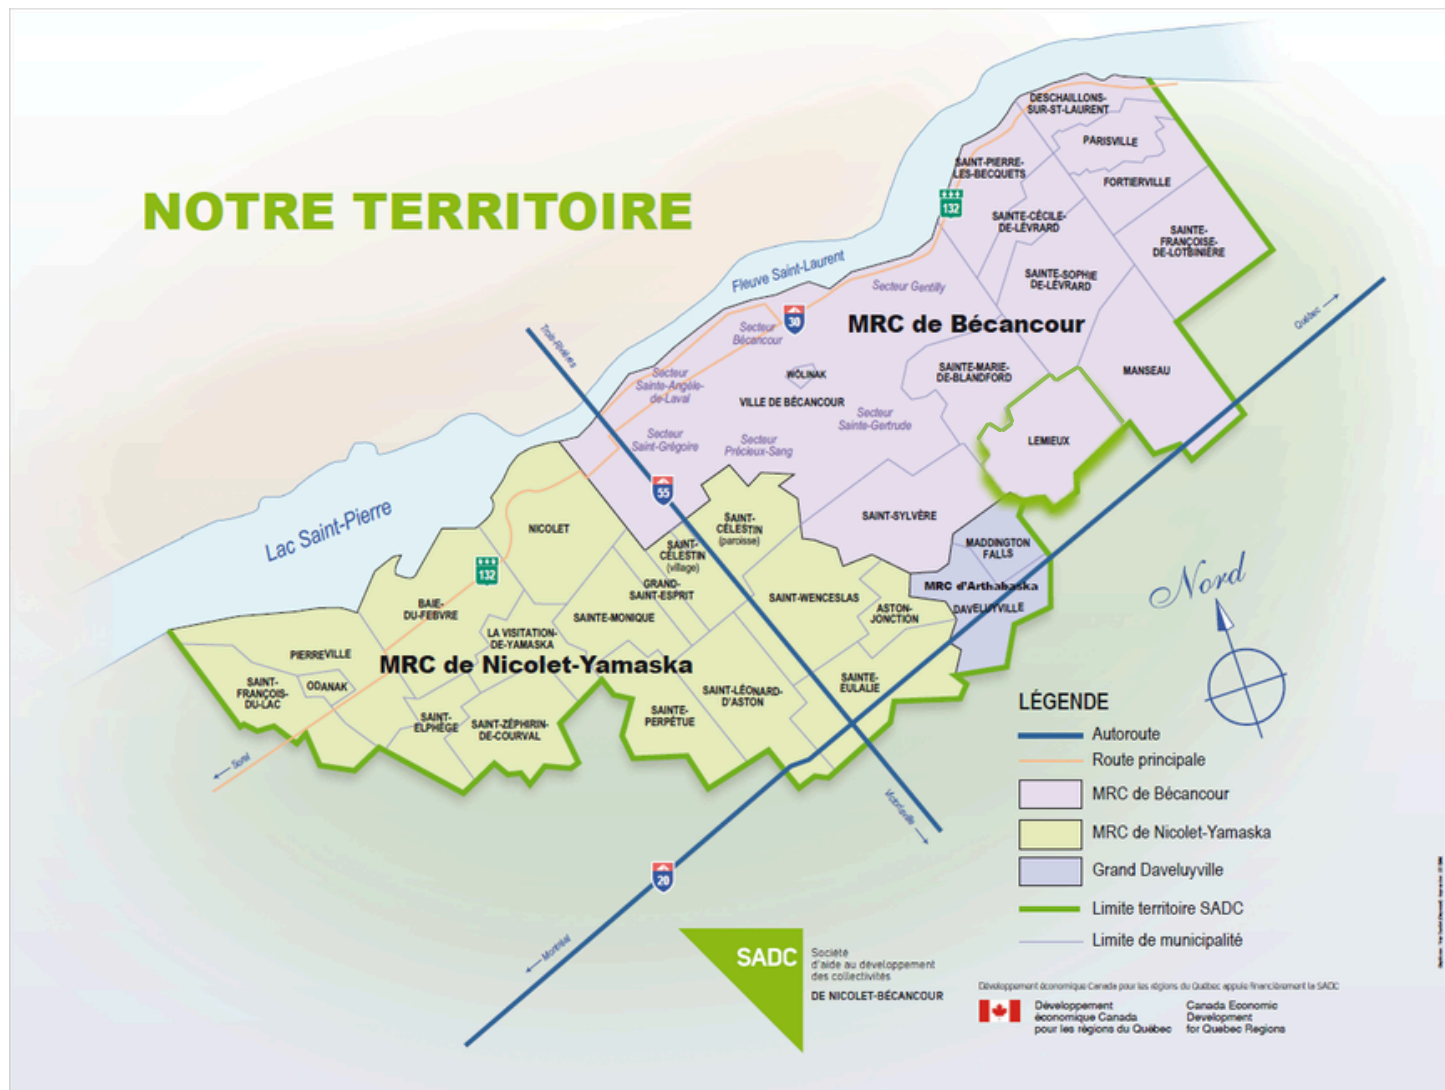 NOTRE TERRITOIRE
DESCHAILLONS-
SUR-ST-LAURENT
PARISVILLE
SAINT-PIERRE-
LES-BECQUETS
FORTIERVILLE
132
SAINTE-CÉCILE-
DE-LÉVRARD
SAINTE-
FRANÇOISE-
DE-LOTBINIÈRE
Fleuve Saint-Laurent
SAINTE-SOPHIE
DE-LÉVRARD
Secteur Gentilly
30
MRC de Bécancour
Québec
Trois-Rivières
Secteur
Bécancour
WÔLINAK
SAINTE-MARIE-
DE-BLANDFORD
MANSEAU
Secteur
Sainte-Angèle-
de-Laval
VILLE DE BÉCANCOUR
Secteur
Sainte-Gertrude
Secteur
Saint-Grégoire
Secteur
Précieux-Sang
LEMIEUX
55
Lac Saint-Pierre
NICOLET
SAINT-
CÉLESTIN
(paroisse)
SAINT-SYLVÈRE
SAINT-
CÉLESTIN
(village)
MADDINGTON
FALLS
132
GRAND-
SAINT-ESPRIT
MRC d'Arthabaska
Nord
BAIE-
DU-FEBVRE
SAINTE-MONIQUE
SAINT-WENCESLAS
ASTON-
JONCTION
DAVELUYVILLE
LA VISITATION-
DE-YAMASKA
PIERREVILLE
MRC de Nicolet-Yamaska
SAINT-
FRANÇOIS-
DU-LAC
ODANAK
SAINT-LÉONARD-
D'ASTON
SAINTE-
EULALIE
SAINT-
ELPHÈGE
SAINT-ZÉPHIRIN-
DE-COURVAL
SAINTE-
PERPÉTUE
Sorel
Victoriaville
20
Montréal
LÉGENDE
Autoroute
Route principale
MRC de Bécancour
MRC de Nicolet-Yamaska
Grand Daveluyville
Limite territoire SADC
Limite de municipalité
SADC
Société
d'aide au développement
des collectivités
DE NICOLET-BÉCANCOUR
Développement économique Canada pour les régions du Québec appuie financièrement la SADC
Développement
économique Canada
pour les régions du Québec
Canada Economic
Development
for Quebec Regions